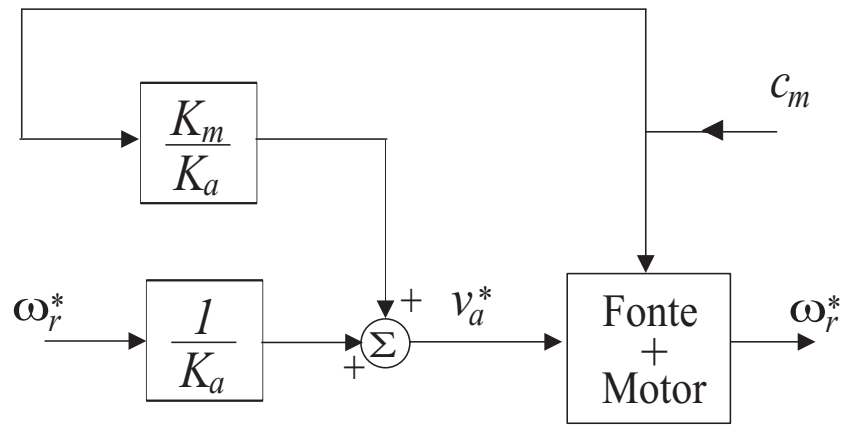 K_m
K_a
c_m
ω_r^*
1
K_a
+
Σ
+
v_a^*
Fonte
+
Motor
ω_r^*